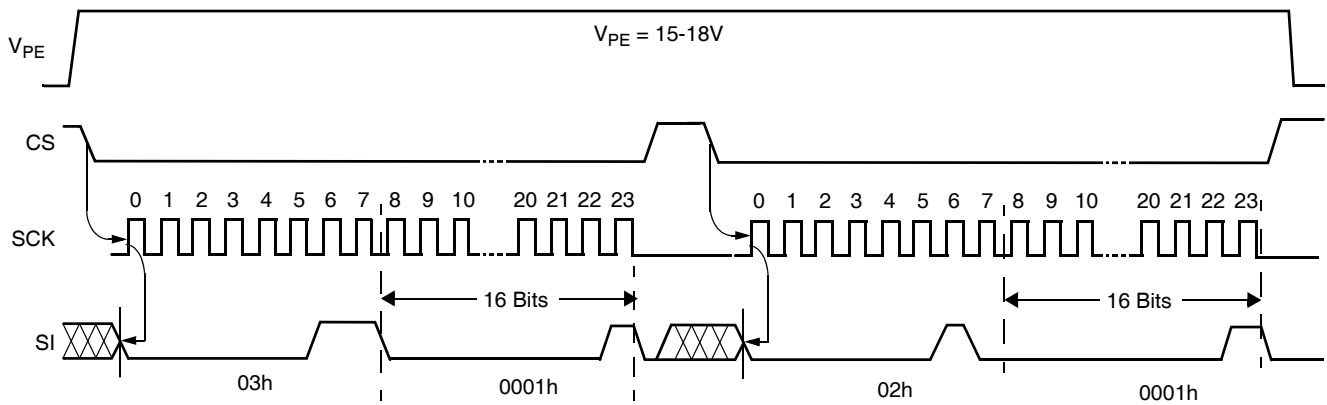 V_PE
V_PE = 15-18V
CS
0 1 2 3 4 5 6 7 8 9 10 20 21 22 23 0 1 2 3 4 5 6 7 8 9 10 20 21 22 23
SCK
16 Bits 16 Bits
SI
03h 0001h 02h 0001h